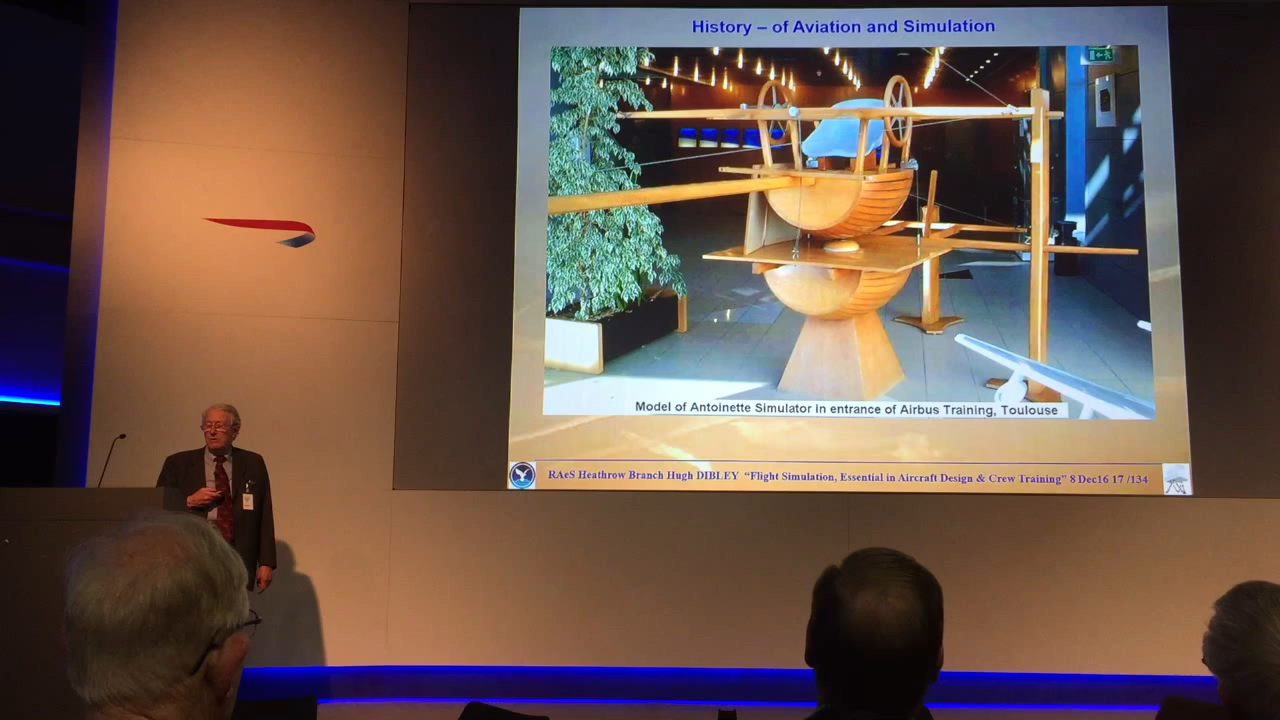 History – of Aviation and Simulation
Model of Antoinette Simulator in entrance of Airbus Training, Toulouse
RAeS Heathrow Branch Hugh DIBLEY “Flight Simulation, Essential in Aircraft Design & Crew Training” 8 Dec16 17 /134